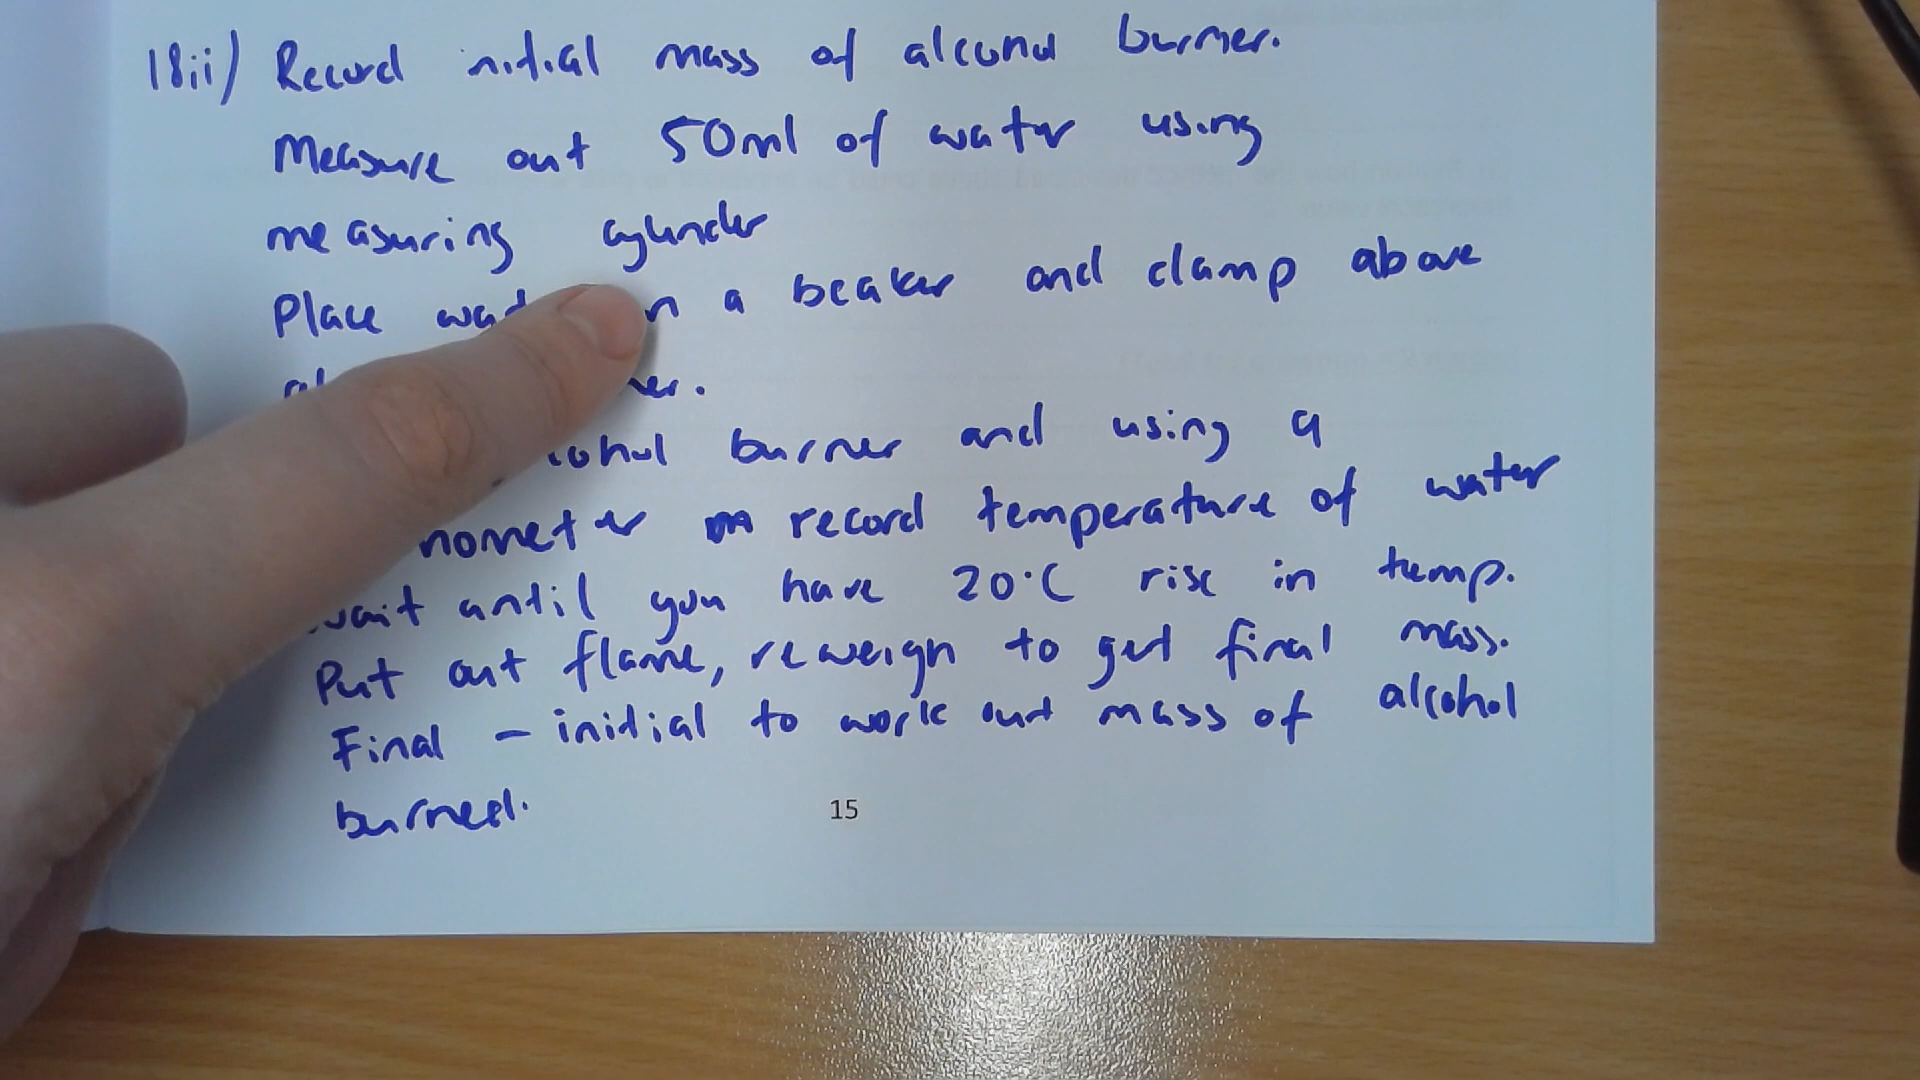 18ii) Record initial mass of alcohol burner.
Measure out 50ml of water using
measuring cylinder
Place a beaker and clamp above
burner and using a
record temperature of water
wait until you have 20°C rise in temp.
Put out flame, reweigh to get final mass.
Final - initial to work out mass of alcohol
burned.
15